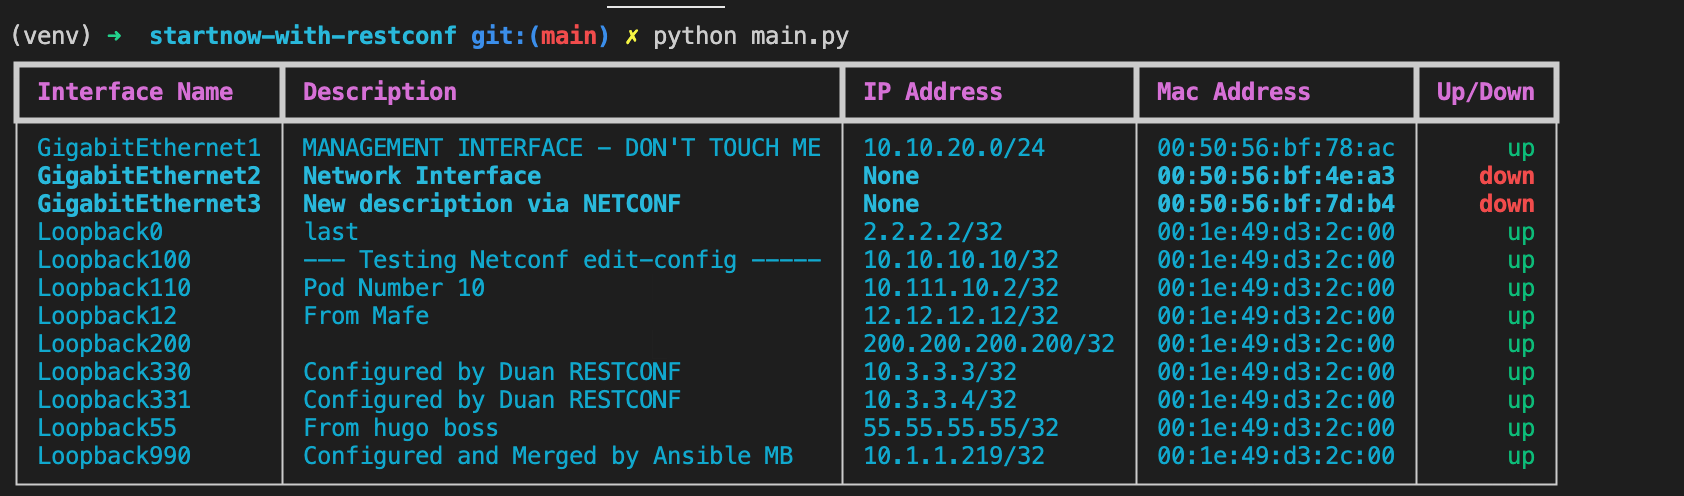 (venv) ➜ startnow-with-restconf git:(main) ✗ python main.py
Interface Name Description IP Address Mac Address Up/Down
GigabitEthernet1 MANAGEMENT INTERFACE - DON'T TOUCH ME 10.10.20.0/24 00:50:56:bf:78:ac up
GigabitEthernet2 Network Interface None 00:50:56:bf:4e:a3 down
GigabitEthernet3 New description via NETCONF None 00:50:56:bf:7d:b4 down
Loopback0 last 2.2.2.2/32 00:1e:49:d3:2c:00 up
Loopback100 --- Testing Netconf edit-config ----- 10.10.10.10/32 00:1e:49:d3:2c:00 up
Loopback110 Pod Number 10 10.111.10.2/32 00:1e:49:d3:2c:00 up
Loopback12 From Mafe 12.12.12.12/32 00:1e:49:d3:2c:00 up
Loopback200 200.200.200.200/32 00:1e:49:d3:2c:00 up
Loopback330 Configured by Duan RESTCONF 10.3.3.3/32 00:1e:49:d3:2c:00 up
Loopback331 Configured by Duan RESTCONF 10.3.3.4/32 00:1e:49:d3:2c:00 up
Loopback55 From hugo boss 55.55.55.55/32 00:1e:49:d3:2c:00 up
Loopback990 Configured and Merged by Ansible MB 10.1.1.219/32 00:1e:49:d3:2c:00 up